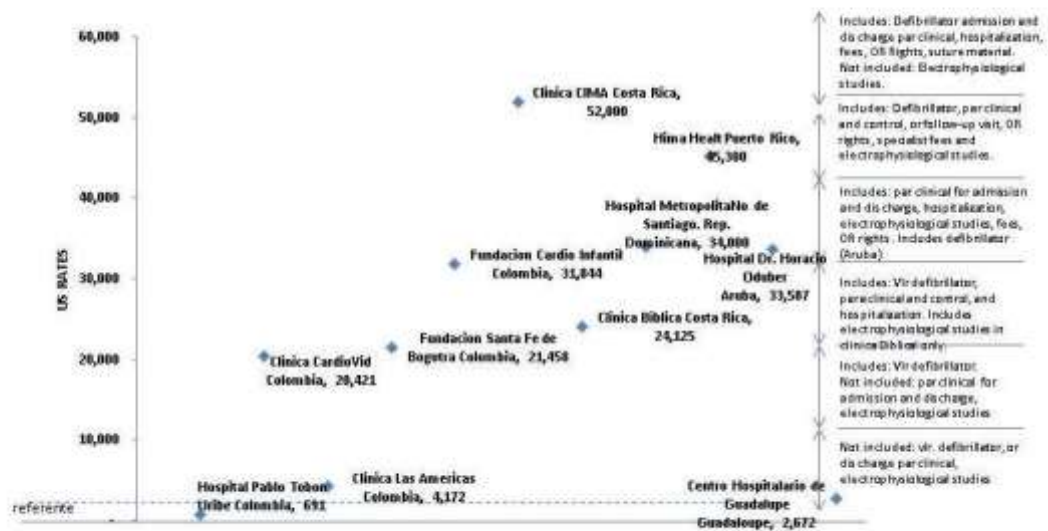 60,000
50,000
40,000
30,000
20,000
10,000
-
US RATES
referente
Clinica CIMA Costa Rica,
52,000
Hima Healt Puerto Rico,
45,300
Hospital MetropolitaNo de
Santiago. Rep.
Dominicana, 34,000
Fundacion Cardio Infantil
Colombia, 31,844
Hospital Dr. Horacio
Oduber
Aruba, 33,587
Clinica Biblica Costa Rica,
24,125
Fundacion Santa Fe de
Bogotra Colombia, 21,458
Clinica CardioVid
Colombia, 20,421
Clinica Las Americas
Colombia, 4,172
Hospital Pablo Tobon
Uribe Colombia, 691
Centro Hospitalario de
Guadalupe
Guadaloupe, 2,672
Includes: Defibrillator admission and
discharge par clinical, hospitalization,
fees, OR Rights, suture material.
Not included: Electrophysiological
studies.
Includes: Defibrillator, par clinical
and control, or follow-up visit, OR
rights, specialist fees and
electrophysiological studies.
Includes: par clinical for admission
and discharge, hospitalization,
electrophysiological studies, fees,
OR rights. Includes defibrillator
(Aruba)
Includes: Vir defibrillator,
paraclinical and control, and
hospitalization. Includes
electrophysiological studies in
clinica Biblical only.
Includes: Vir defibrillator.
Not included: par clinical for
admission and discharge,
electrophysiological studies
Not included: vir. defibrillator, or
discharge par clinical,
electrophysiological studies